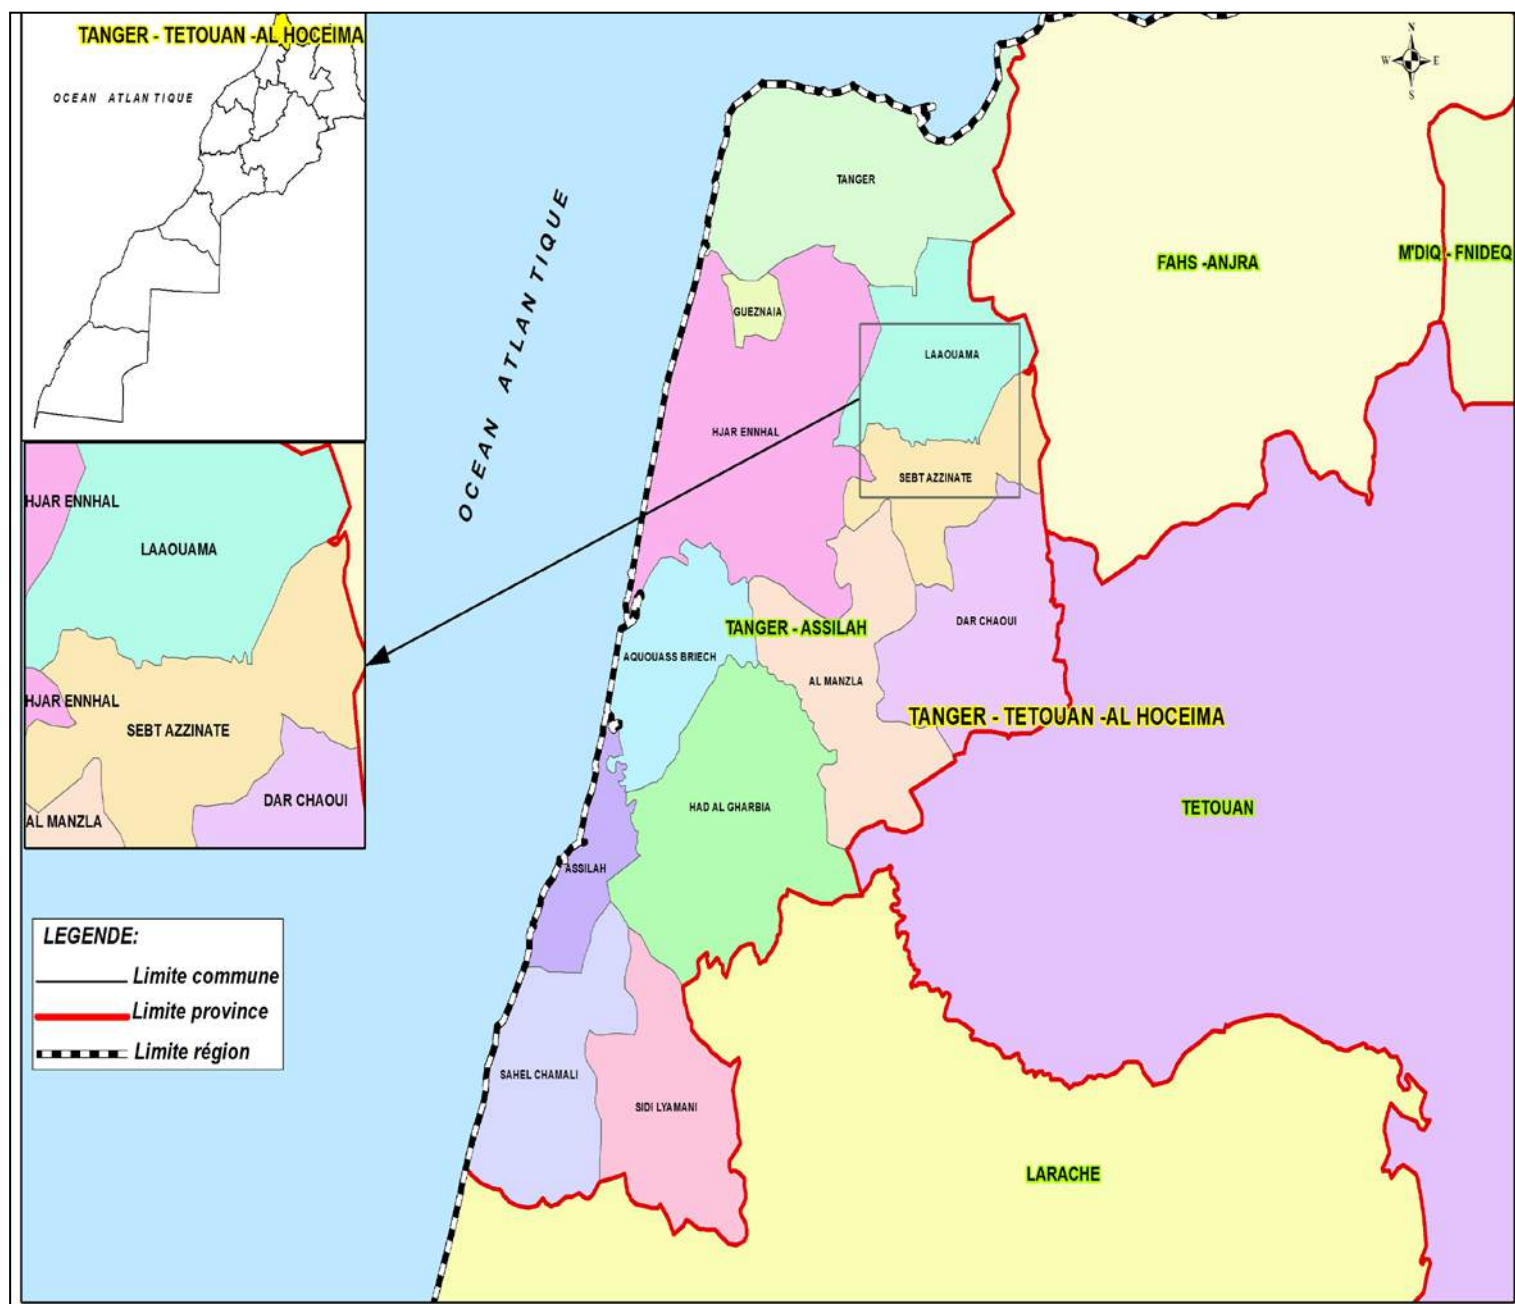 TANGER - TETOUAN -AL HOCEIMA
OCEAN ATLANTIQUE
N
W E
S
TANGER
FAHS -ANJRA
M'DIQ - FNIDEQ
OCEAN ATLANTIQUE
GUEZNAIA
LAAOUAMA
HJAR ENNHAL
SEBT AZZINATE
HJAR ENNHAL
LAAOUAMA
HJAR ENNHAL
SEBT AZZINATE
DAR CHAOUI
AL MANZLA
DAR CHAOUI
TANGER - ASSILAH
AQUOUASS BRIECH
AL MANZLA
TANGER - TETOUAN -AL HOCEIMA
HAD AL GHARBIA
TETOUAN
ASSILAH
LEGENDE:
Limite commune
Limite province
Limite région
SAHEL CHAMALI
SIDI LYAMANI
LARACHE